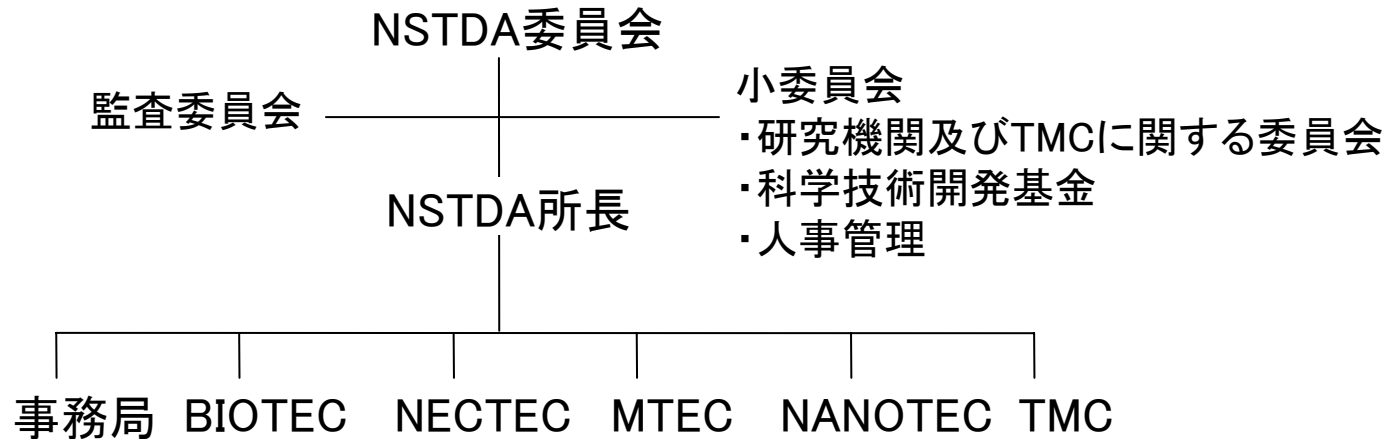 NSTDA委員会
監査委員会
小委員会
・研究機関及びTMCに関する委員会
・科学技術開発基金
・人事管理
NSTDA所長
事務局 BIOTEC NECTEC MTEC NANOTEC TMC